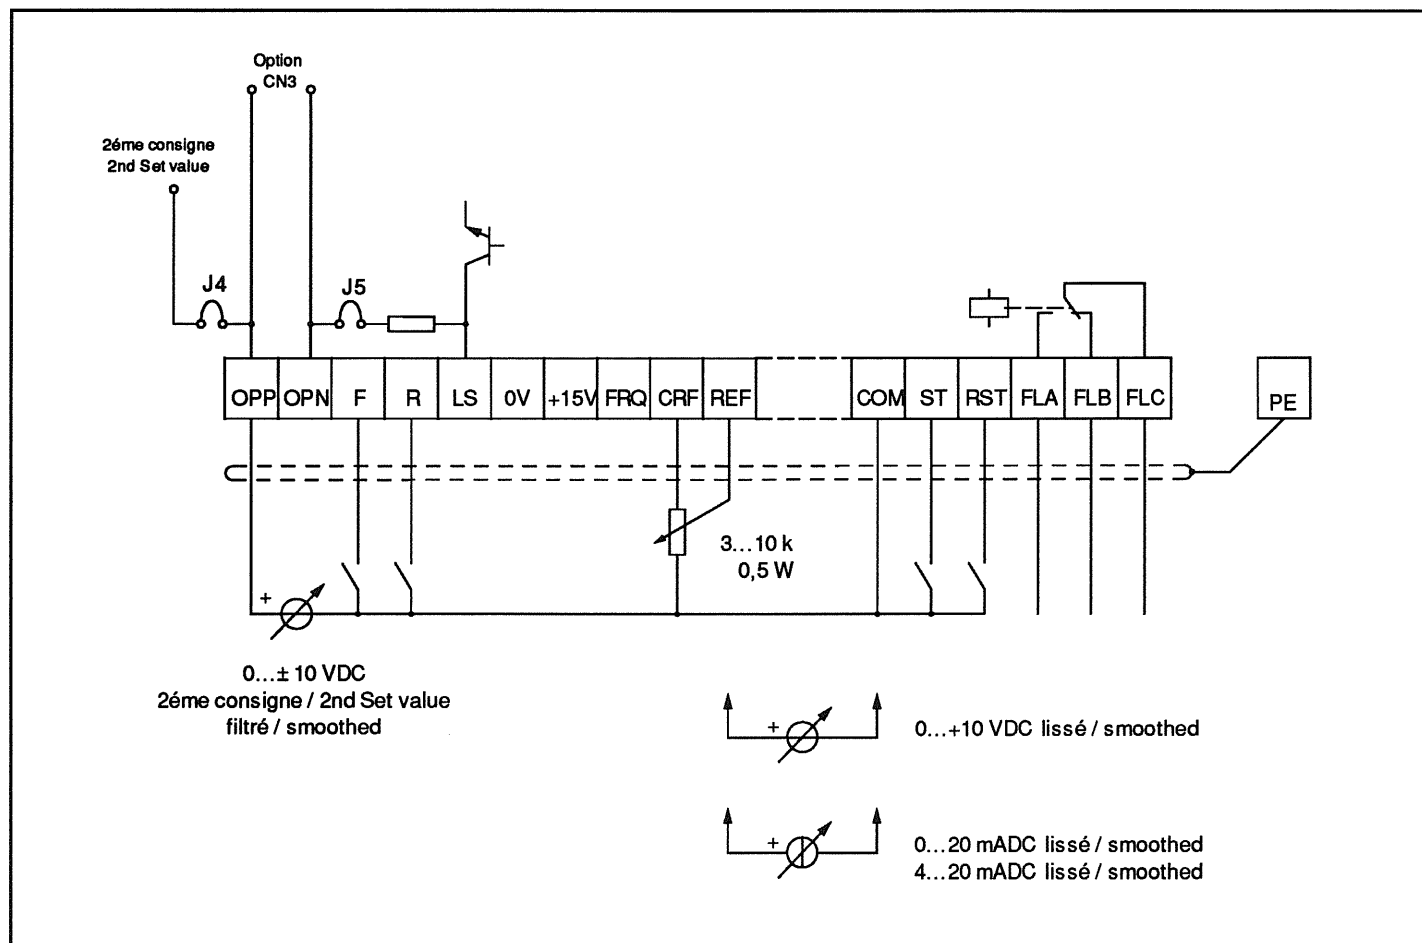 Option
CN3
2éme consigne
2nd Set value
J4
J5
OPP OPN F R LS 0V +15V FRQ CRF REF COM ST RST FLA FLB FLC PE
3...10 k
0,5 W
+
0...± 10 VDC
2éme consigne / 2nd Set value
filtré / smoothed
+
0...+10 VDC lissé / smoothed
+
0...20 mADC lissé / smoothed
4...20 mADC lissé / smoothed